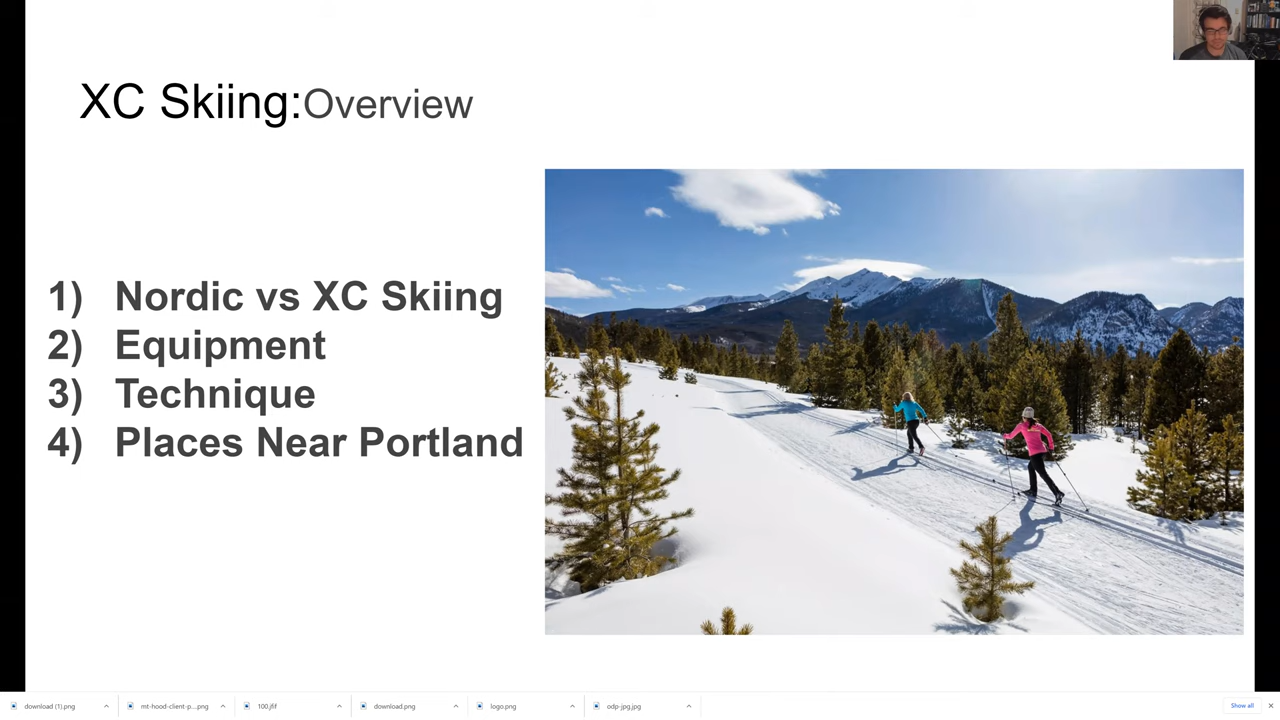 XC Skiing:Overview
1) Nordic vs XC Skiing
2) Equipment
3) Technique
4) Places Near Portland
download (1).png
mt-hood-client-p....png
100.jfif
download.png
logo.png
odp-jpg.jpg
Show all